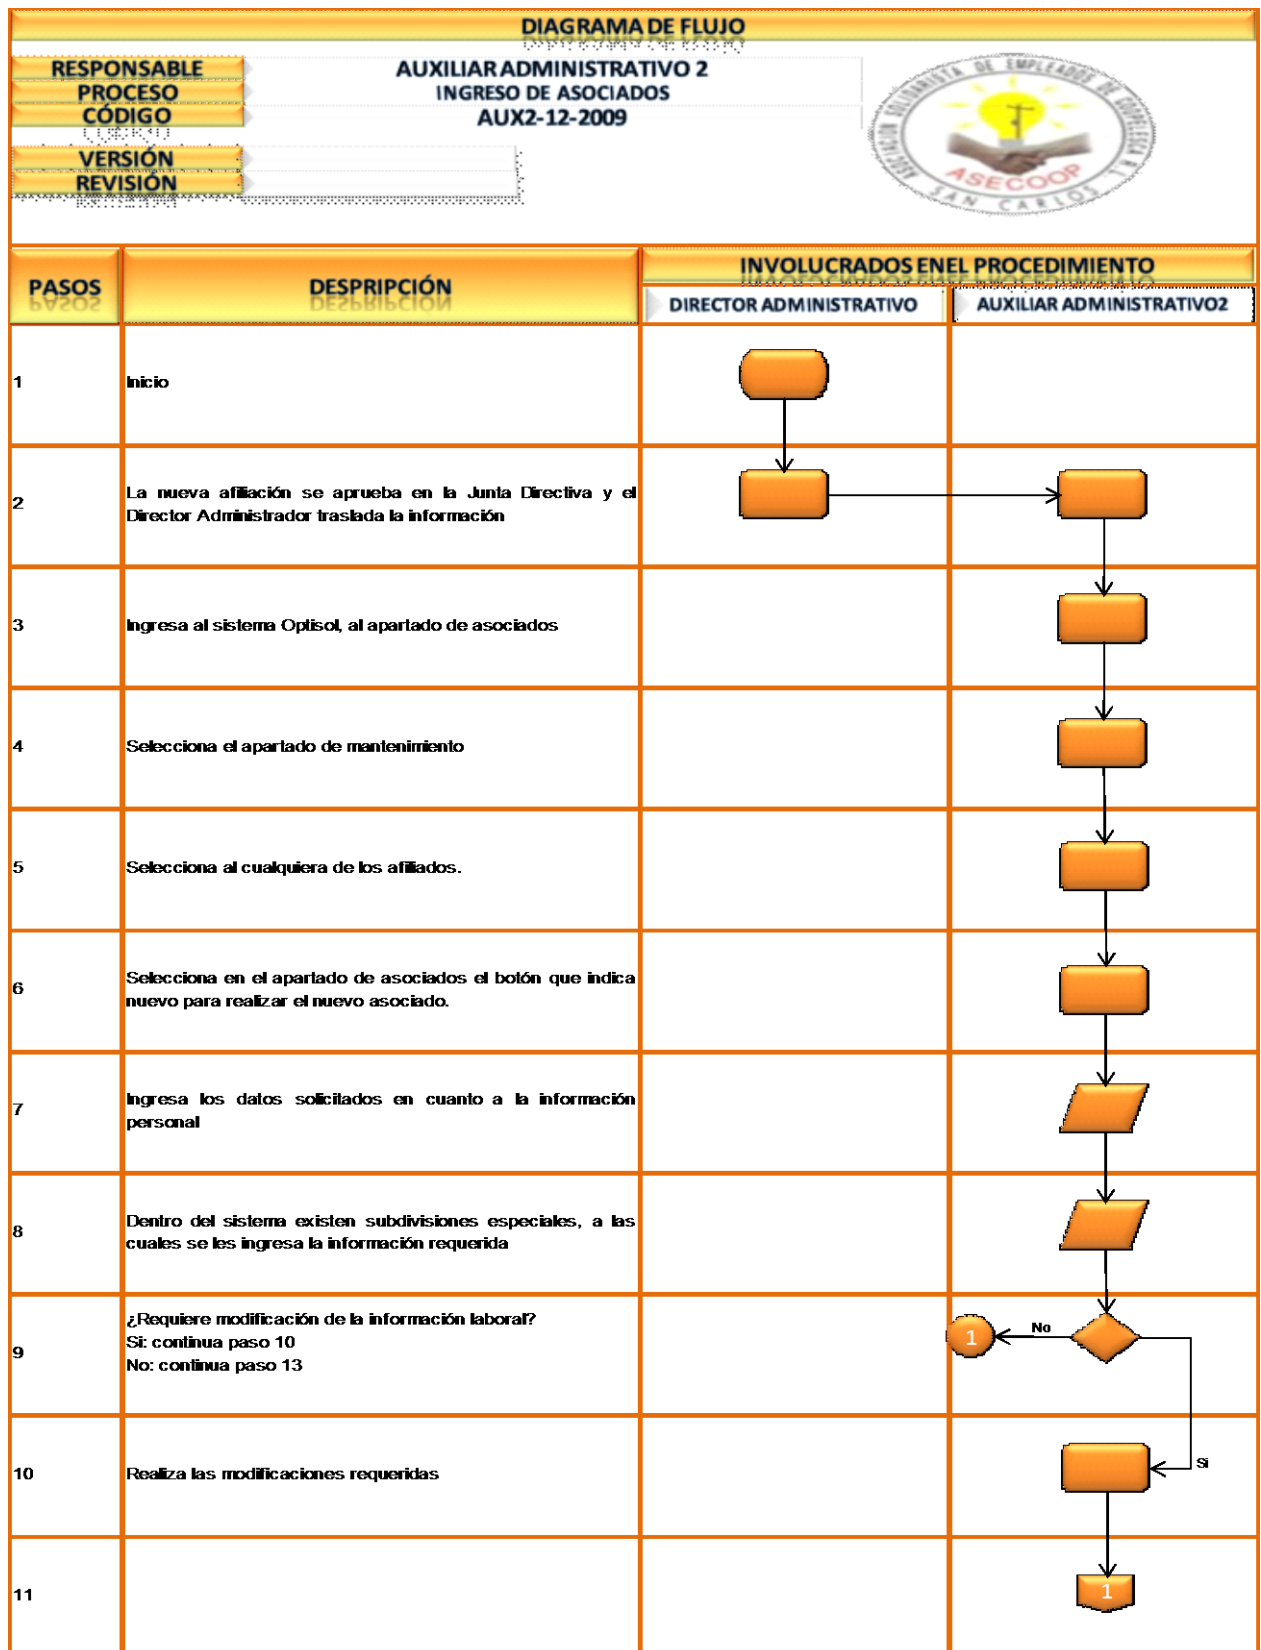 DIAGRAMA DE FLUJO
RESPONSABLE AUXILIAR ADMINISTRATIVO 2
PROCESO INGRESO DE ASOCIADOS
CÓDIGO AUX2-12-2009
VERSIÓN
REVISIÓN
ASOCIACIÓN SOLIDARISTA DE EMPLEADOS DE COOPELESCA R.L.
ASECOOP
SAN CARLOS
PASOS DESPRIPCIÓN INVOLUCRADOS ENEL PROCEDIMIENTO
DIRECTOR ADMINISTRATIVO AUXILIAR ADMINISTRATIVO2
1 Inicio
2 La nueva afiliación se aprueba en la Junta Directiva y el
Director Administrador traslada la información
3 Ingresa al sistema Optisol, al apartado de asociados
4 Selecciona el apartado de mantenimiento
5 Selecciona al cualquiera de los afiliados.
6 Selecciona en el apartado de asociados el botón que indica
nuevo para realizar el nuevo asociado.
7 Ingresa los datos solicitados en cuanto a la información
personal
8 Dentro del sistema existen subdivisiones especiales, a las
cuales se les ingresa la información requerida
9 ¿Requiere modificación de la información laboral?
Si: continua paso 10
No: continua paso 13
1 No
10 Realiza las modificaciones requeridas
Si
11
1